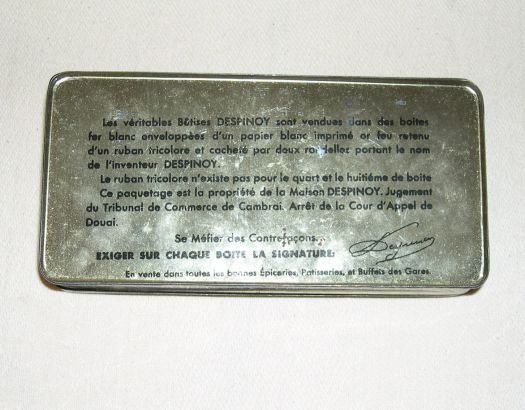 Les véritables Bêtises DESPINOY sont vendues dans des boites
fer blanc enveloppées d'un papier blanc imprimé or feu retenu
d'un ruban tricolore et cacheté par deux rondelles portant le nom
de l'inventeur DESPINOY.
Le ruban tricolore n'existe pas pour le quart et le huitième de boite
Ce paquetage est la propriété de la Maison DESPINOY. Jugement
du Tribunal de Commerce de Cambrai. Arrêt de la Cour d'Appel de
Douai.
Se Méfier des Contrefaçons.
EXIGER SUR CHAQUE BOITE LA SIGNATURE: Despinoy
En vente dans toutes les bonnes Épiceries, Patisseries, et Buffets des Gares